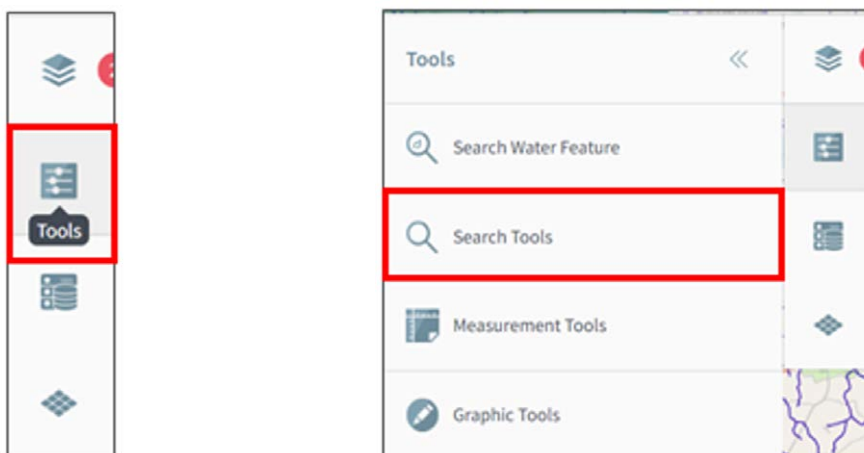 Tools
Tools
Search Water Feature
Search Tools
Measurement Tools
Graphic Tools